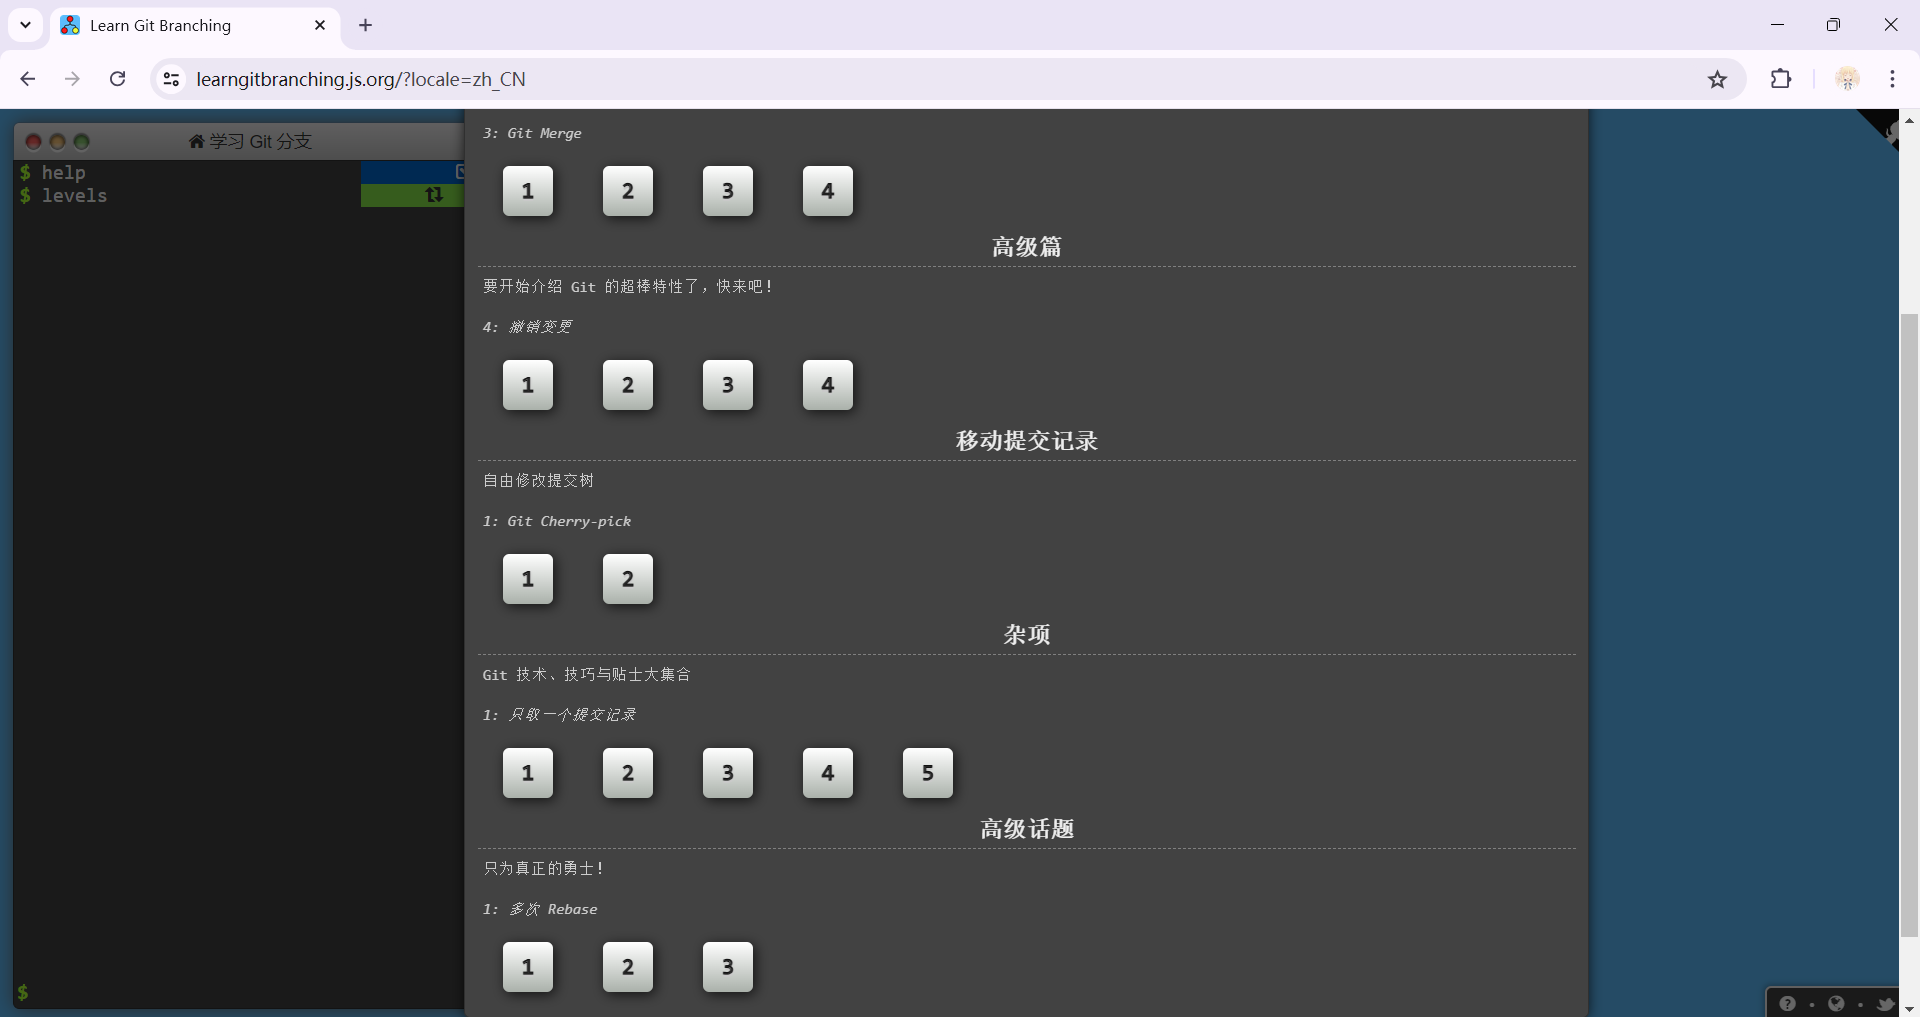 Learn Git Branching
learngitbranching.js.org/?locale=zh_CN
学习 Git 分支
$ help
$ levels
$
3: Git Merge
1 2 3 4
高级篇
要开始介绍 Git 的超棒特性了，快来吧！
4: 撤销变更
1 2 3 4
移动提交记录
自由修改提交树
1: Git Cherry-pick
1 2
杂项
Git 技术、技巧与贴士大集合
1: 只取一个提交记录
1 2 3 4 5
高级话题
只为真正的勇士！
1: 多次 Rebase
1 2 3